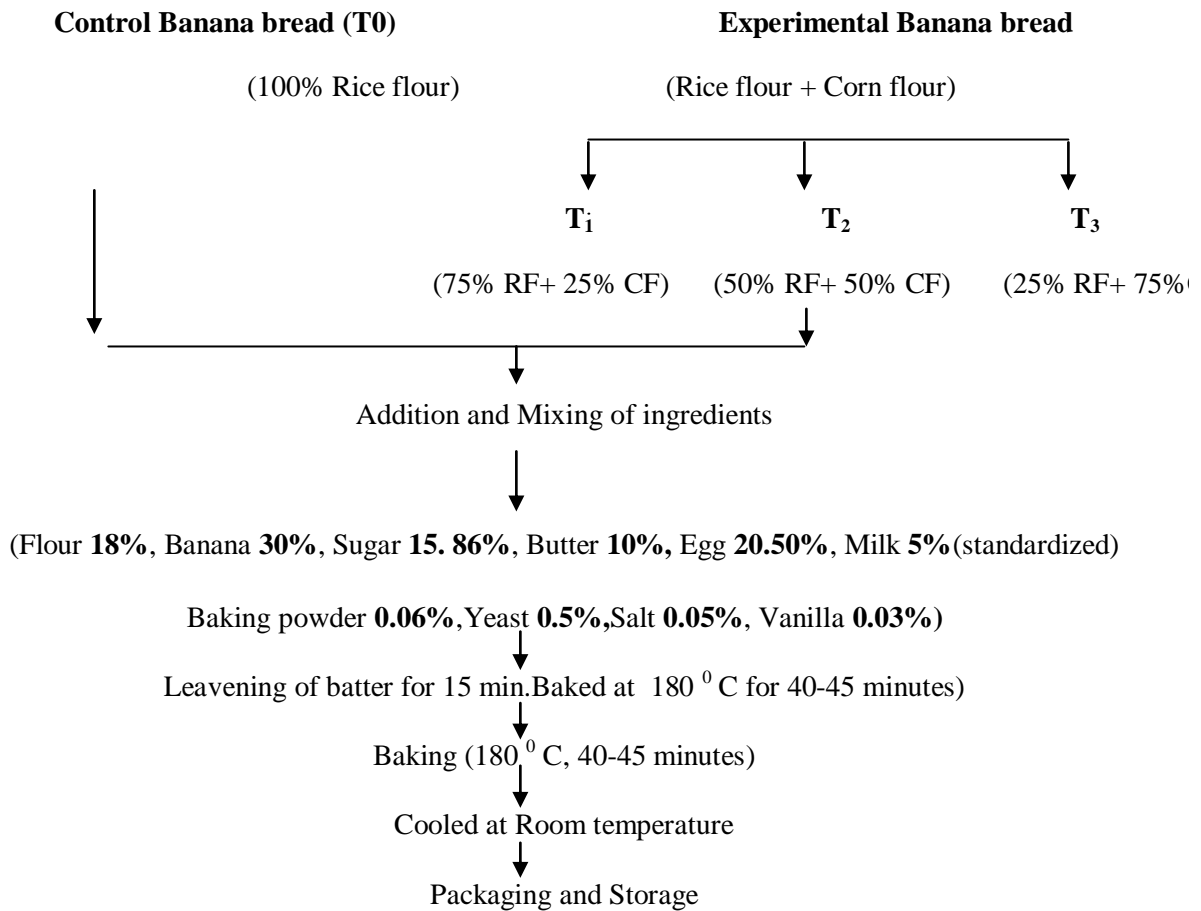 Control Banana bread (T0) Experimental Banana bread
(100% Rice flour) (Rice flour + Corn flour)
T1 T2 T3
(75% RF+ 25% CF) (50% RF+ 50% CF) (25% RF+ 75%
Addition and Mixing of ingredients
(Flour 18%, Banana 30%, Sugar 15. 86%, Butter 10%, Egg 20.50%, Milk 5%(standardized)
Baking powder 0.06%,Yeast 0.5%,Salt 0.05%, Vanilla 0.03%)
Leavening of batter for 15 min.Baked at 180 0 C for 40-45 minutes)
Baking (180 0 C, 40-45 minutes)
Cooled at Room temperature
Packaging and Storage